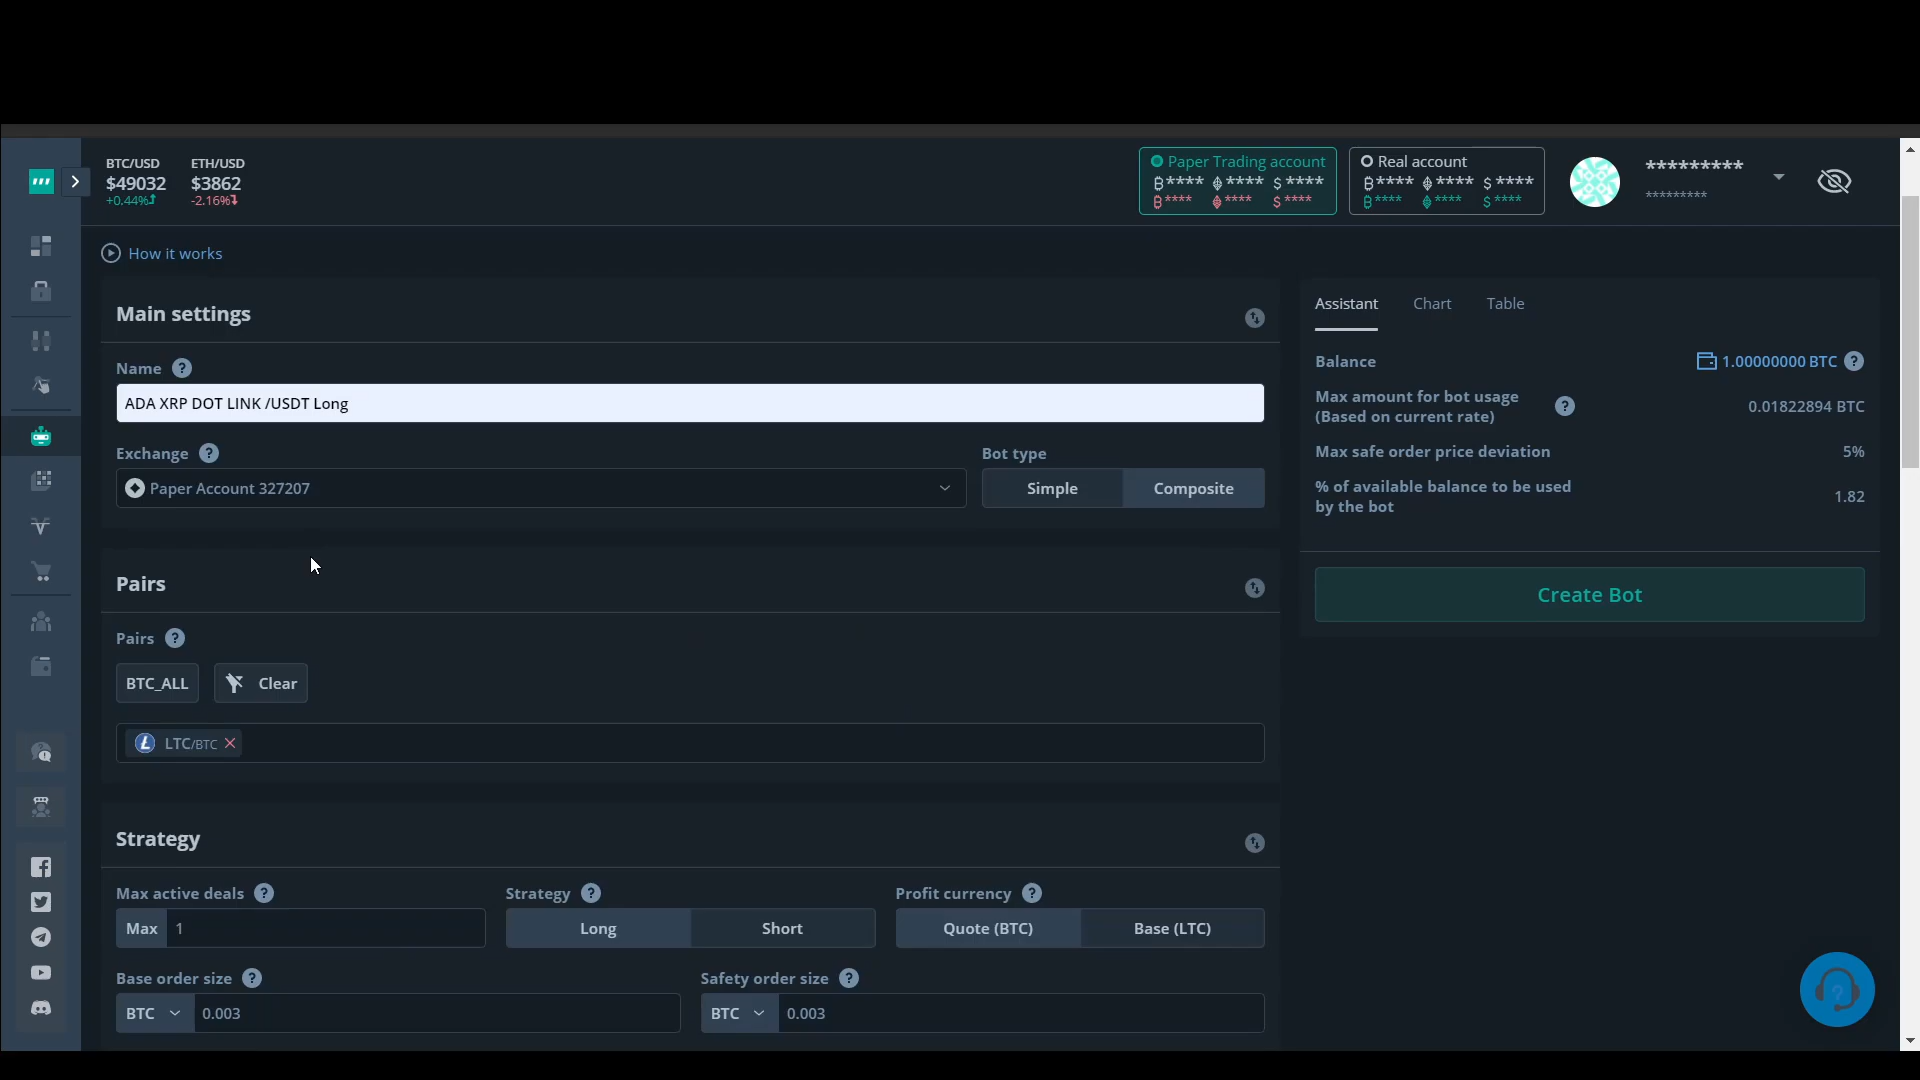 BTC/USD
$49032
+0.44%
ETH/USD
$3862
-2.16%
Paper Trading account
**** **** $ ****
**** **** $ ****
Real account
**** **** $ ****
**** **** $ ****
*********
*********
How it works
Main settings
Name ?
ADA XRP DOT LINK /USDT Long
Exchange ?
Bot type
Paper Account 327207
Simple
Composite
Pairs
Pairs ?
BTC_ALL
Clear
LTC/BTC
Strategy
Max active deals ?
Strategy ?
Profit currency ?
Max 1
Long
Short
Quote (BTC)
Base (LTC)
Base order size ?
Safety order size ?
BTC 0.003
BTC 0.003
Assistant
Chart
Table
Balance
1.00000000 BTC ?
Max amount for bot usage
(Based on current rate) ?
0.01822894 BTC
Max safe order price deviation
5%
% of available balance to be used
by the bot
1.82
Create Bot